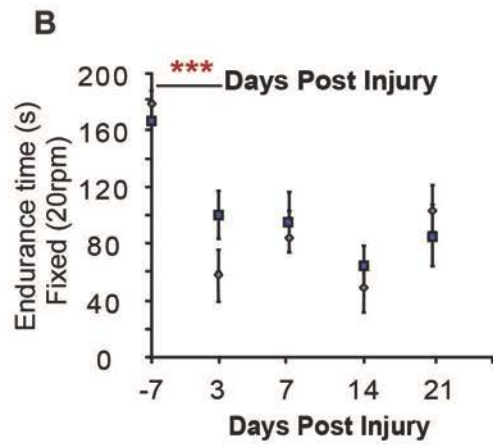 B
*** Days Post Injury
Endurance time (s)
Fixed (20rpm)
200
160
120
80
40
0
-7 3 7 14 21
Days Post Injury